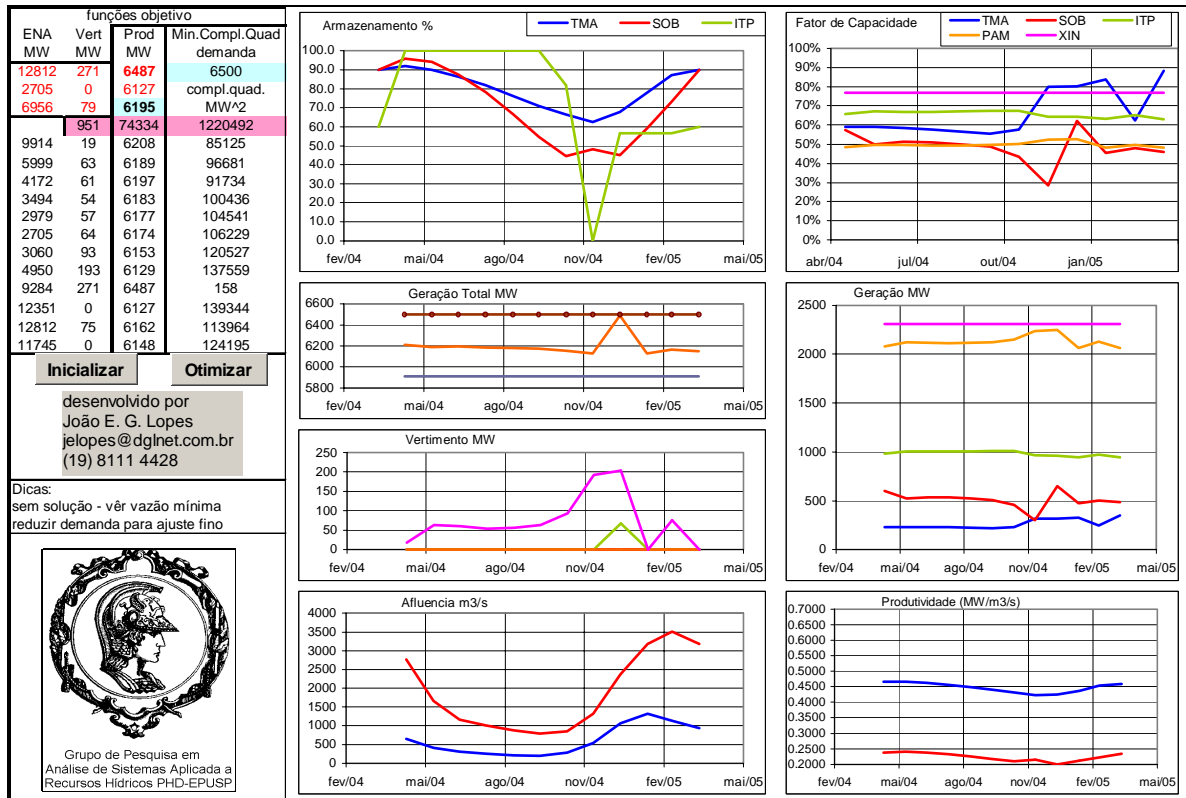 funções objetivo
ENA Vert Prod Min.Compl.Quad
MW MW MW demanda
12812 271 6487 6500
2705 0 6127 compl.quad.
6956 79 6195 MW^2
951 74334 1220492
9914 19 6208 85125
5999 63 6189 96681
4172 61 6197 91734
3494 54 6183 100436
2979 57 6177 104541
2705 64 6174 106229
3060 93 6153 120527
4950 193 6129 137559
9284 271 6487 158
12351 0 6127 139344
12812 75 6162 113964
11745 0 6148 124195
Inicializar Otimizar
desenvolvido por
João E. G. Lopes
jelopes@dglnet.com.br
(19) 8111 4428
Dicas:
sem solução - vêr vazão mínima
reduzir demanda para ajuste fino
Grupo de Pesquisa em
Análise de Sistemas Aplicada a
Recursos Hídricos PHD-EPUSP
Armazenamento % TMA SOB ITP
100.0
90.0
80.0
70.0
60.0
50.0
40.0
30.0
20.0
10.0
0.0
fev/04 mai/04 ago/04 nov/04 fev/05 mai/05
Geração Total MW
6600
6400
6200
6000
5800
fev/04 mai/04 ago/04 nov/04 fev/05 mai/05
Vertimento MW
250
200
150
100
50
0
fev/04 mai/04 ago/04 nov/04 fev/05 mai/05
Afluencia m3/s
4000
3500
3000
2500
2000
1500
1000
500
0
fev/04 mai/04 ago/04 nov/04 fev/05 mai/05
Fator de Capacidade TMA SOB ITP
PAM XIN
100%
90%
80%
70%
60%
50%
40%
30%
20%
10%
0%
abr/04 jul/04 out/04 jan/05
Geração MW
2500
2000
1500
1000
500
0
fev/04 mai/04 ago/04 nov/04 fev/05 mai/05
Produtividade (MW/m3/s)
0.7000
0.6500
0.6000
0.5500
0.5000
0.4500
0.4000
0.3500
0.3000
0.2500
0.2000
fev/04 mai/04 ago/04 nov/04 fev/05 mai/05